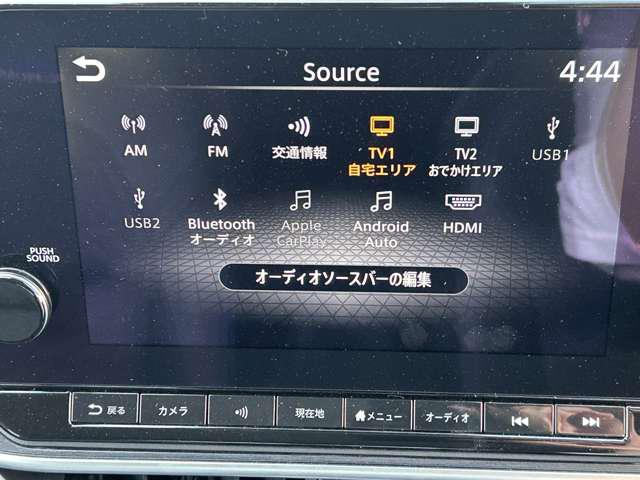 Source 4:44
AM FM 交通情報 TV1 自宅エリア TV2 おでかけエリア USB1
USB2 Bluetooth オーディオ Apple CarPlay Android Auto HDMI
オーディオソースバーの編集
PUSH
SOUND
戻る カメラ 現在地 メニュー オーディオ